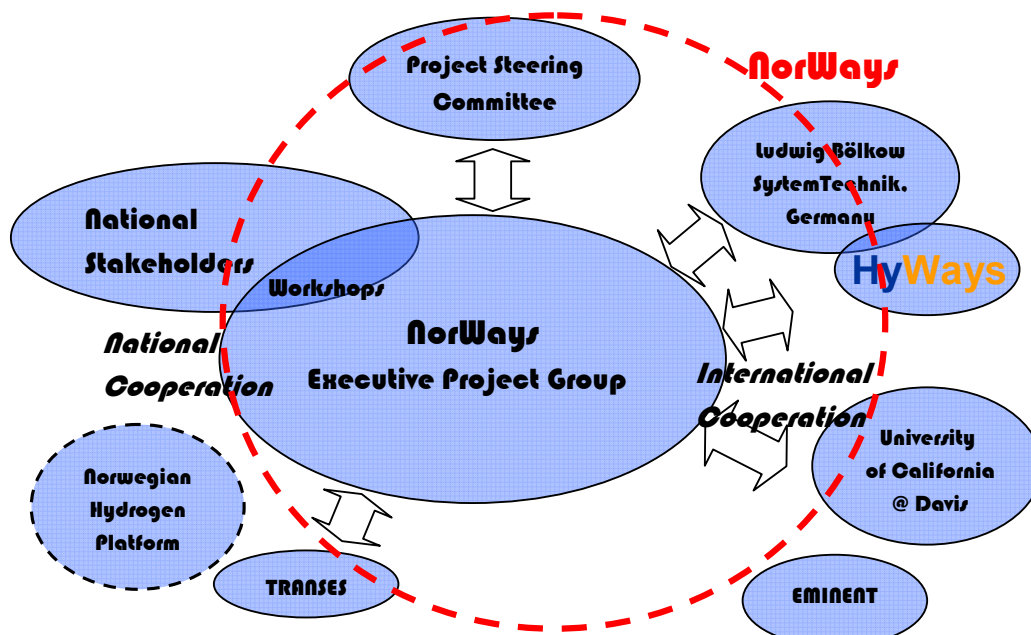 Project Steering
Committee
NorWays
Ludwig Bölkow
SystemTechnik,
Germany
HyWays
National
Stakeholders
Workshops
NorWays
Executive Project Group
National
Cooperation
International
Cooperation
University
of California
@ Davis
Norwegian
Hydrogen
Platform
TRANSES
EMINENT